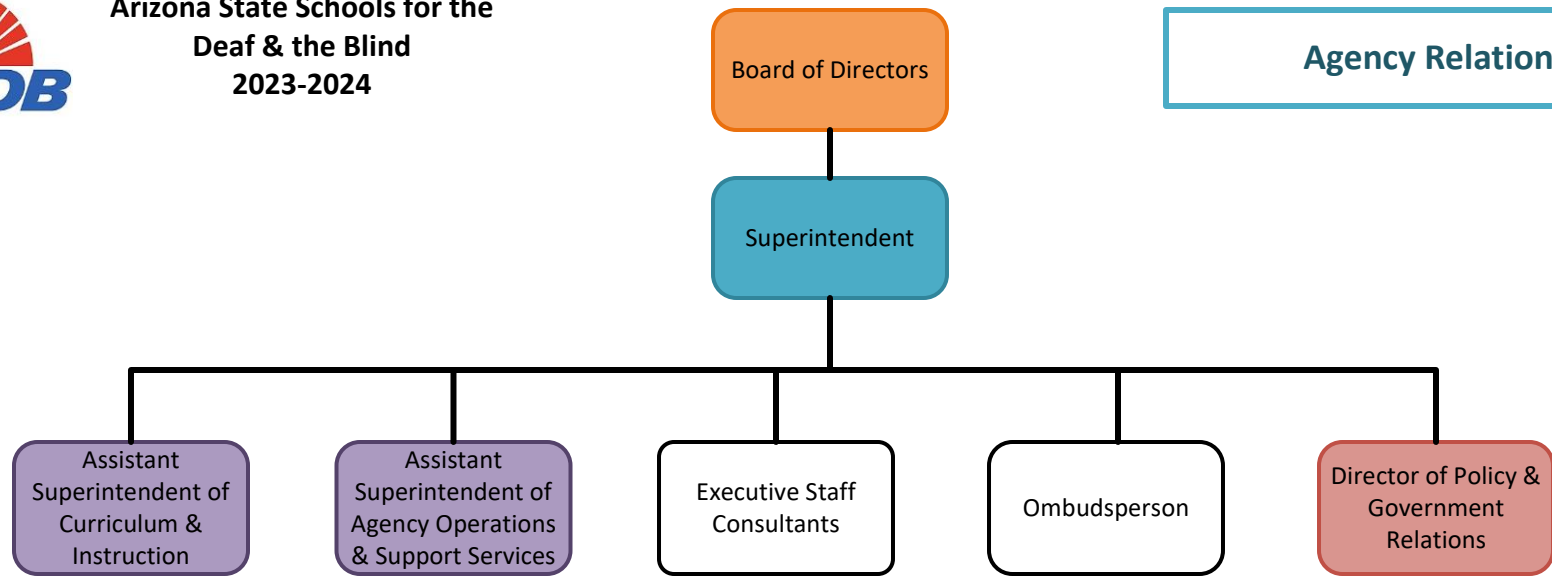 Arizona State Schools for the
Deaf & the Blind
2023-2024
DB
Board of Directors
Agency Relation
Superintendent
Assistant
Superintendent of
Curriculum &
Instruction
Assistant
Superintendent of
Agency Operations
& Support Services
Executive Staff
Consultants
Ombudsperson
Director of Policy &
Government
Relations